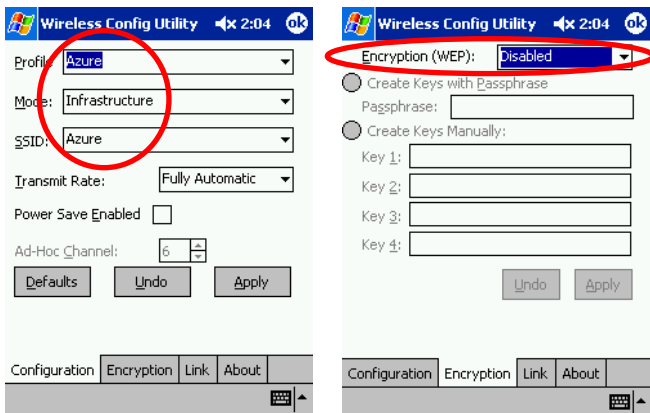 Wireless Config Utility 2:04 ok
Profile: Azure
Mode: Infrastructure
SSID: Azure
Transmit Rate: Fully Automatic
Power Save Enabled
Ad-Hoc Channel: 6
Defaults Undo Apply
Configuration Encryption Link About
Wireless Config Utility 2:04 ok
Encryption (WEP): Disabled
Create Keys with Passphrase
Passphrase:
Create Keys Manually:
Key 1:
Key 2:
Key 3:
Key 4:
Undo Apply
Configuration Encryption Link About